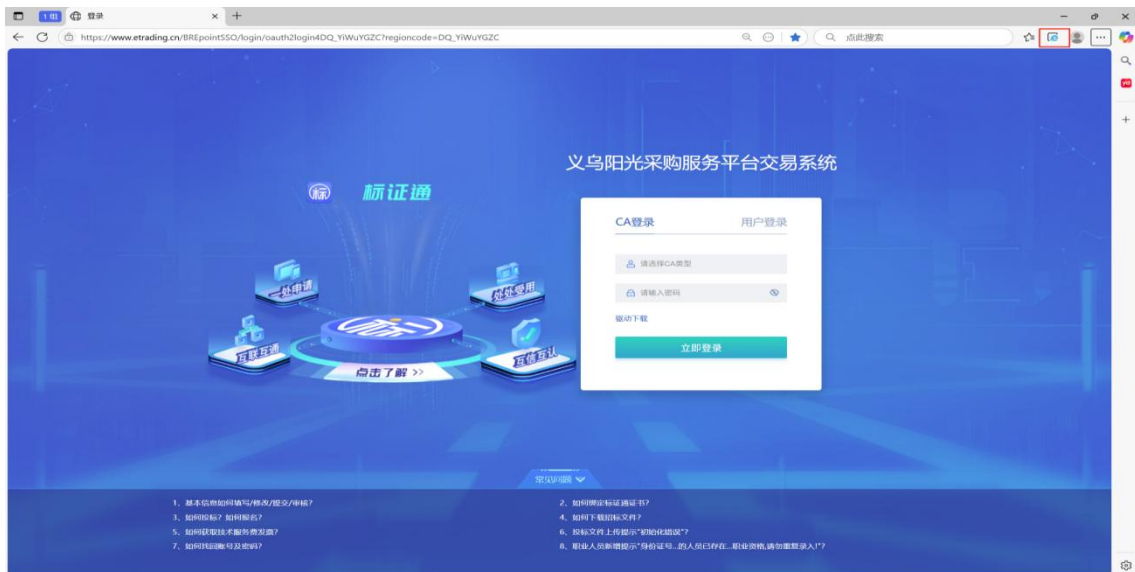 1 组
登录
https://www.etrading.cn/BREpointSSO/login/oauth2login4DQ_YiWuYGZC?regioncode=DQ_YiWuYGZC
点此搜索
义乌阳光采购服务平台交易系统
标
标证通
CA登录
用户登录
请选择CA类型
请输入密码
驱动下载
立即登录
一处申请
处处受用
互联互通
互信互认
点击了解 >>
常见问题
1、基本信息如何填写/修改/提交/审核?
2、如何绑定标证通证书?
3、如何投标? 如何报名?
4、如何下载招标文件?
5、如何获取技术服务费发票?
6、投标文件上传提示"初始化错误"?
7、如何找回账号及密码?
8、职业人员新增提示"身份证号...的人员已存在...职业资格,请勿重复录入!"?